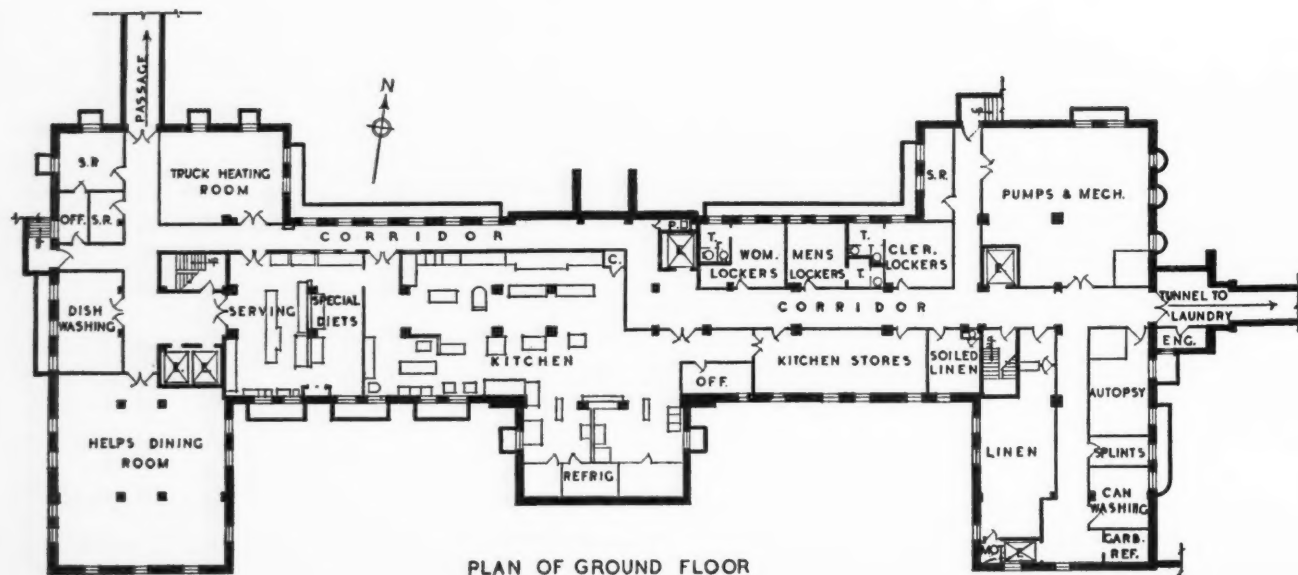 PASSAGE
N
S.R
TRUCK HEATING
ROOM
OFF.
S.R.
CORRIDOR
DISH
WASHING
SERVING
SPECIAL
DIETS
C.
KITCHEN
E
E
HELPS DINING
ROOM
REFRIG
P.
E
T.
WOM.
LOCKERS
MENS
LOCKERS
T.
T.
CLER.
LOCKERS
S.R.
PUMPS & MECH.
E
CORRIDOR
TUNNEL TO
LAUNDRY
ENG.
OFF.
KITCHEN STORES
SOILED
LINEN
AUTOPSY
LINEN
SPLINTS
CAN
WASHING
GARB.
REF.
E
PLAN OF GROUND FLOOR